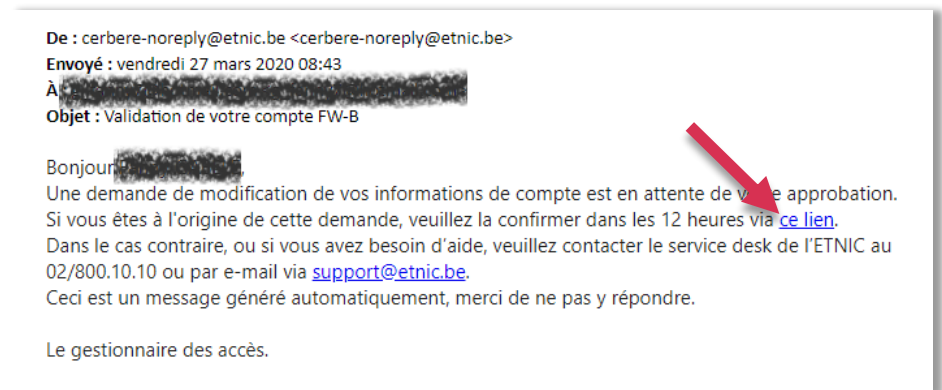 De : cerbere-noreply@etnic.be <cerbere-noreply@etnic.be>
Envoyé : vendredi 27 mars 2020 08:43
À
Objet : Validation de votre compte FW-B
Bonjour
Une demande de modification de vos informations de compte est en attente de votre approbation.
Si vous êtes à l'origine de cette demande, veuillez la confirmer dans les 12 heures via ce lien.
Dans le cas contraire, ou si vous avez besoin d'aide, veuillez contacter le service desk de l'ETNIC au
02/800.10.10 ou par e-mail via support@etnic.be.
Ceci est un message généré automatiquement, merci de ne pas y répondre.
Le gestionnaire des accès.